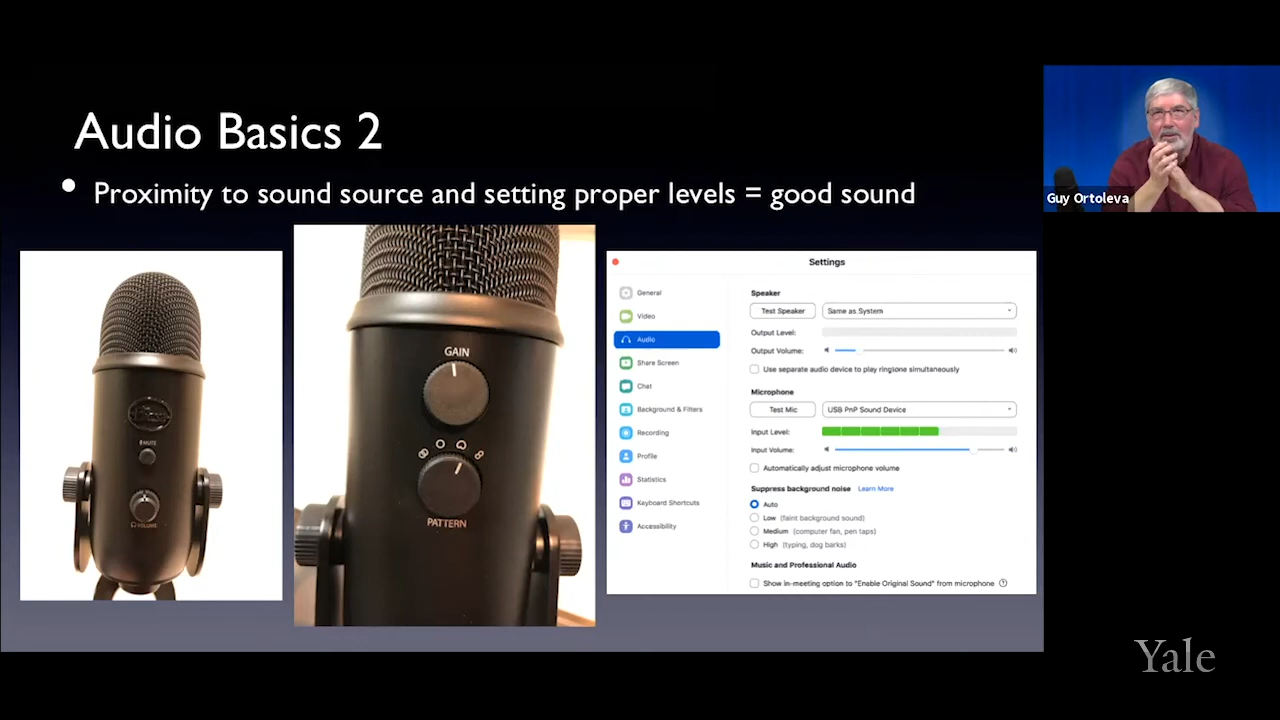 Audio Basics 2
Proximity to sound source and setting proper levels = good sound
Guy Ortoleva
MUTE
VOLUME
GAIN
PATTERN
Settings
General
Video
Audio
Share Screen
Chat
Background & Filters
Recording
Profile
Statistics
Keyboard Shortcuts
Accessibility
Speaker
Test Speaker
Same as System
Output Level:
Output Volume:
Use separate audio device to play ringtone simultaneously
Microphone
Test Mic
USB PnP Sound Device
Input Level:
Input Volume:
Automatically adjust microphone volume
Suppress background noise Learn More
Auto
Low (faint background sound)
Medium (computer fan, pen taps)
High (typing, dog barks)
Music and Professional Audio
Show in-meeting option to "Enable Original Sound" from microphone
Yale